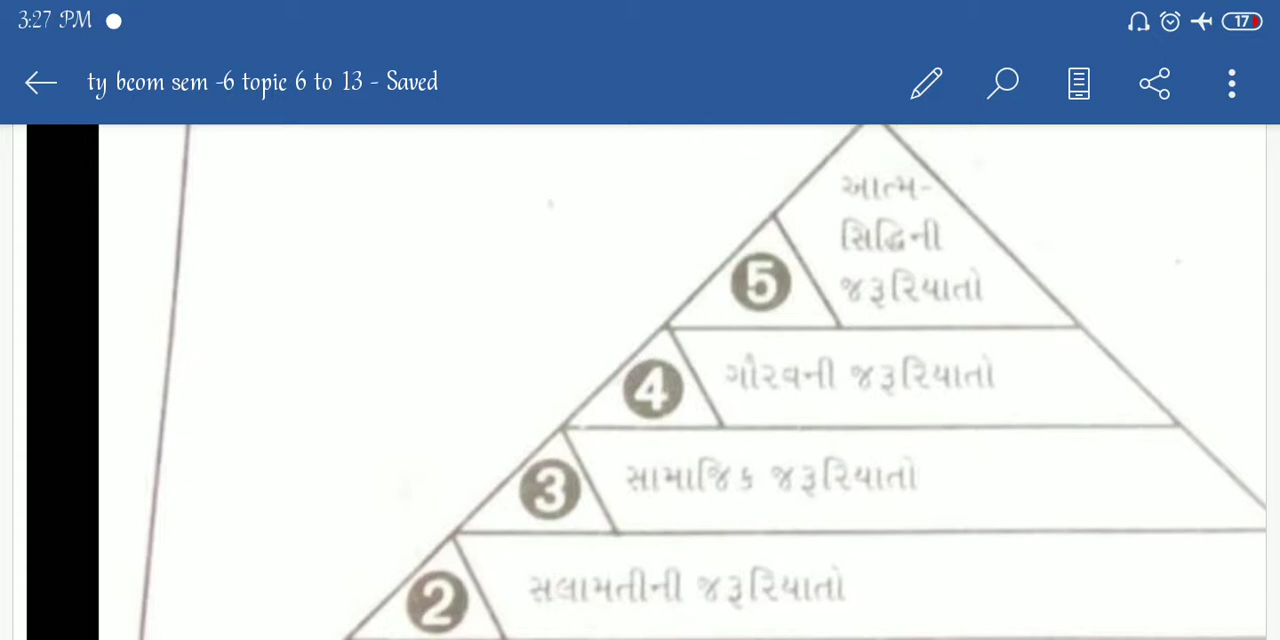 3:27 PM
17
ty bcom sem -6 topic 6 to 13 - Saved
આત્મ-
સિદ્ધિની
5 જરૂરિયાતો
4 ગૌરવની જરૂરિયાતો
3 સામાજિક જરૂરિયાતો
2 સલામતીની જરૂરિયાતો